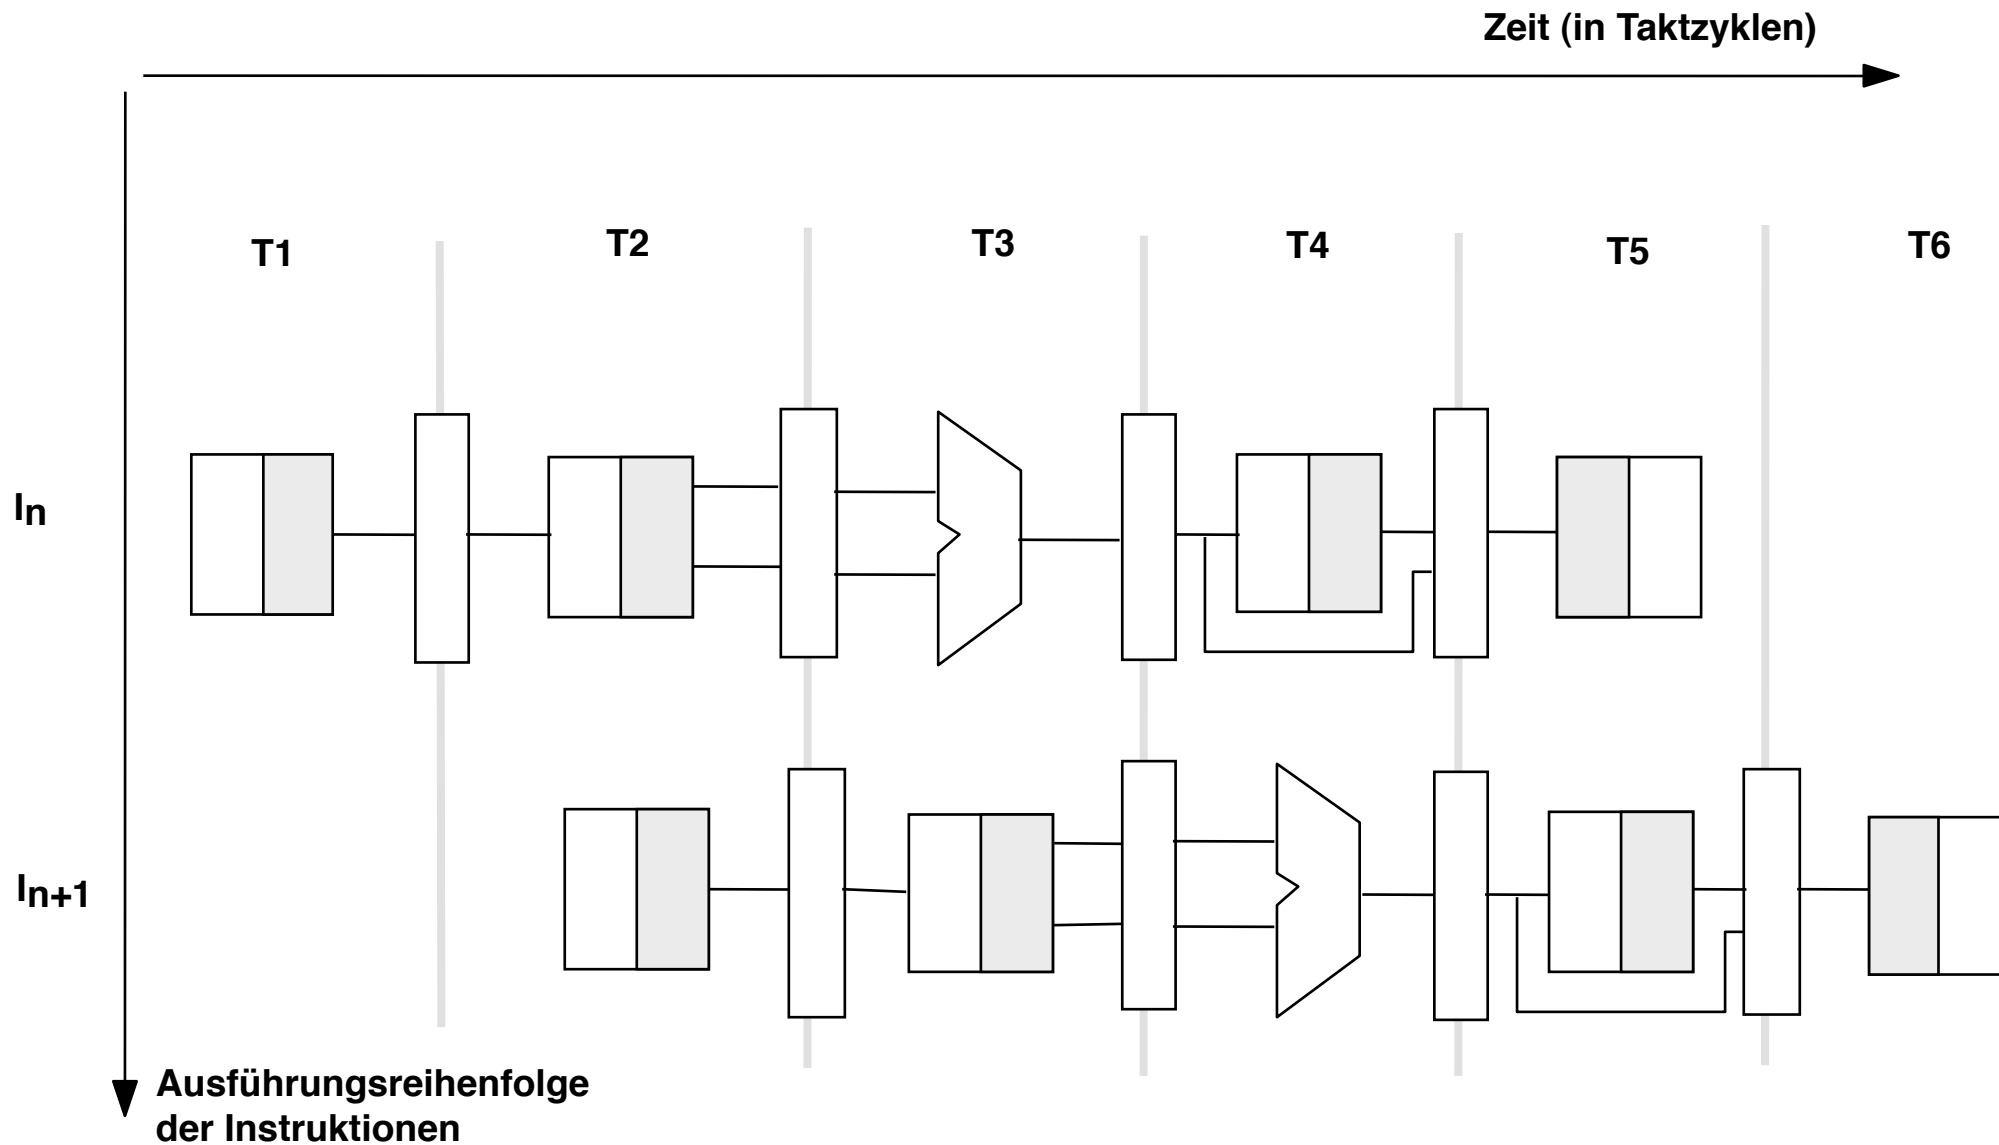 Zeit (in Taktzyklen)
T1 T2 T3 T4 T5 T6
In
In+1
Ausführungsreihenfolge
der Instruktionen